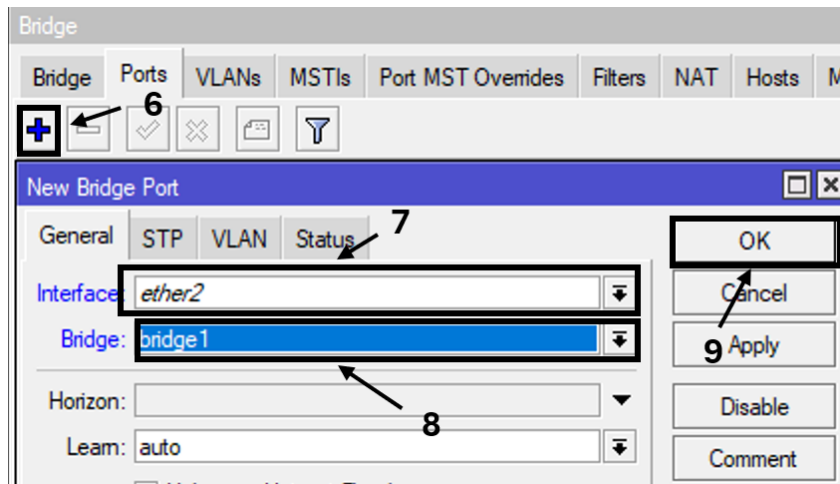 Bridge
Bridge Ports VLANs MSTIs Port MST Overrides Filters NAT Hosts
6
New Bridge Port
General STP VLAN Status
7
OK
Interface: ether2
Cancel
Bridge: bridge1
9 Apply
Horizon:
8
Disable
Learn: auto
Comment